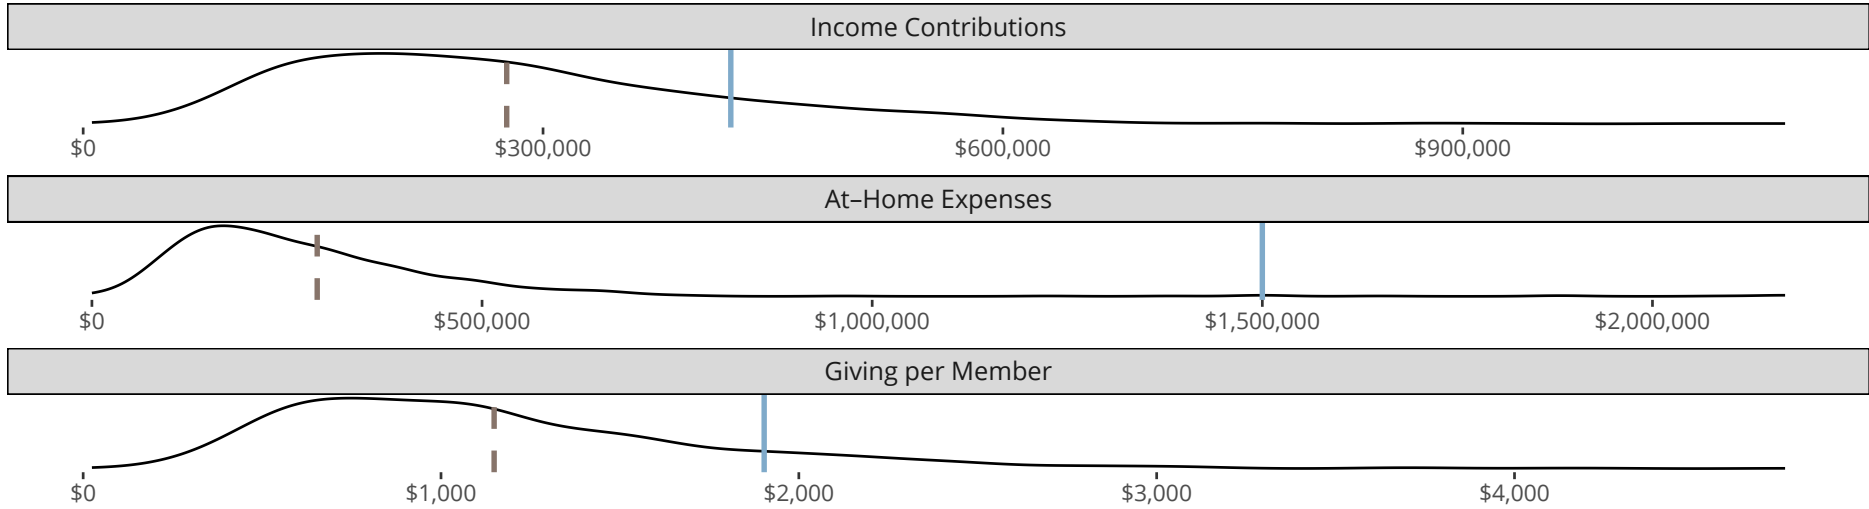 Income Contributions
$0 $300,000 $600,000 $900,000
At–Home Expenses
$0 $500,000 $1,000,000 $1,500,000 $2,000,000
Giving per Member
$0 $1,000 $2,000 $3,000 $4,000